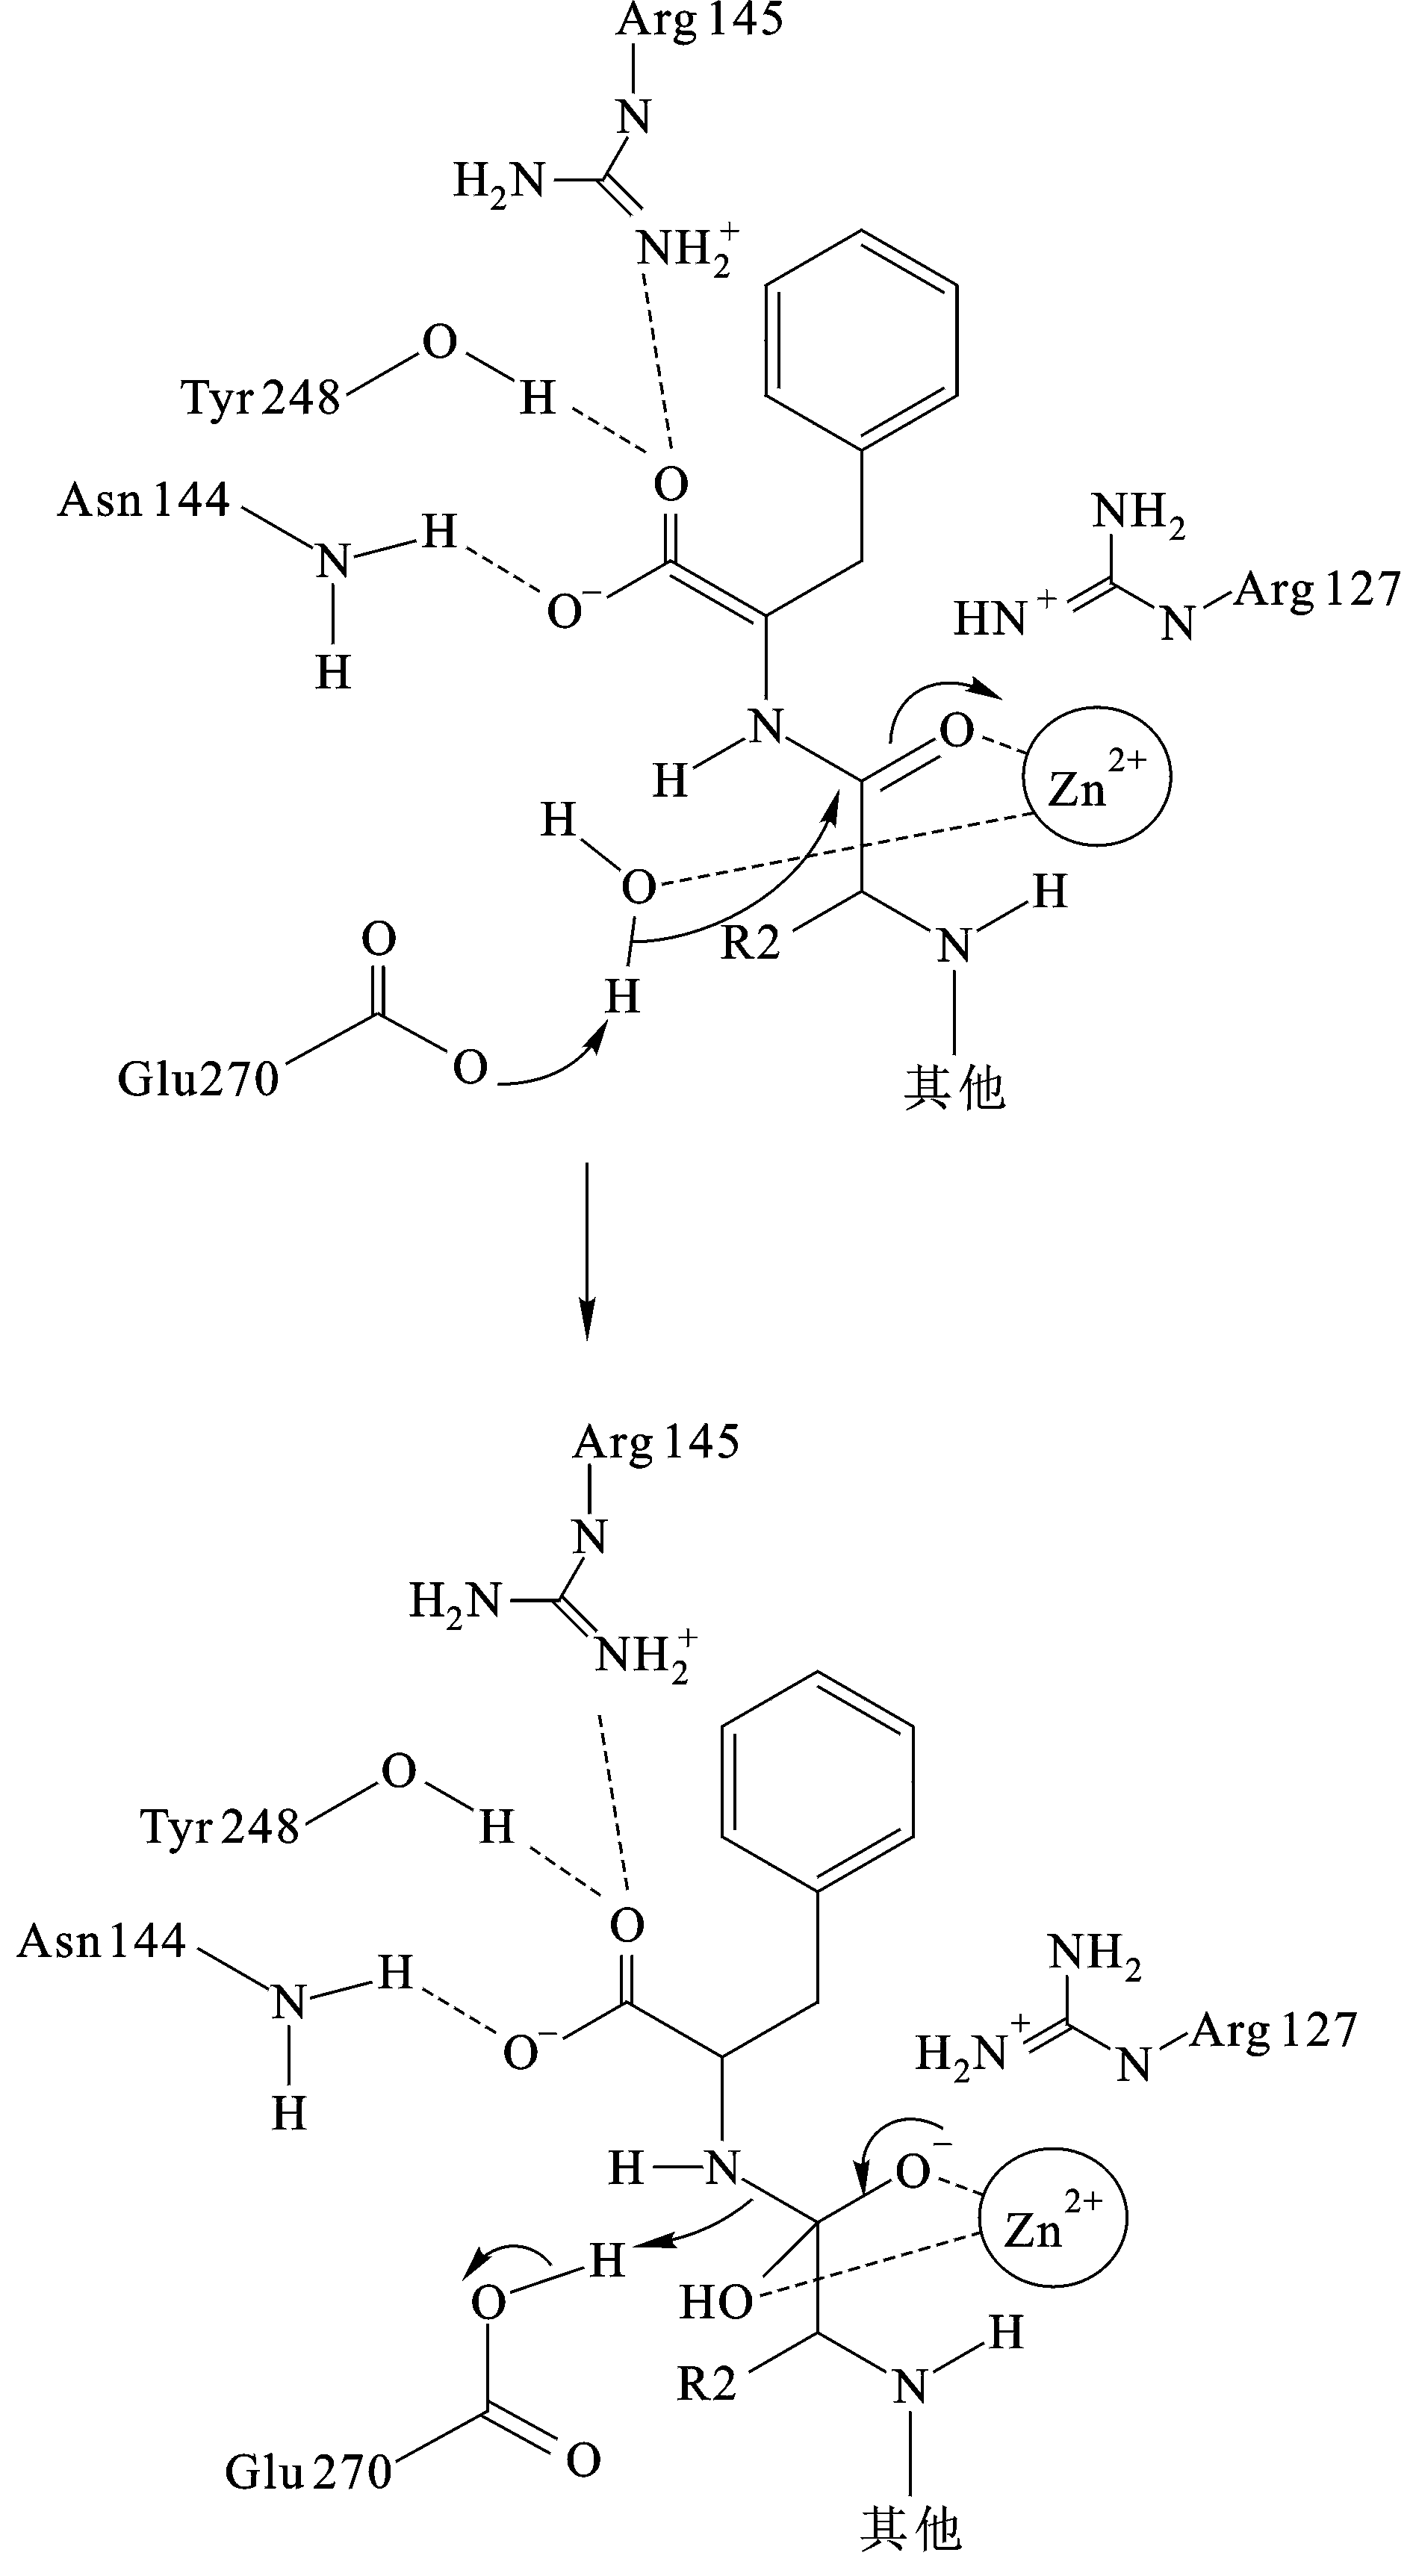 Arg 145
N
H₂N
NH₂⁺
O
Tyr 248
H
O
Asn 144
H
NH₂
N
O⁻
HN⁺
N
Arg 127
H
N
O
H
Zn²⁺
H
O
H
R2
N
O
H
O
Glu270
其他
Arg 145
N
H₂N
NH₂⁺
O
Tyr 248
H
O
Asn 144
H
NH₂
N
O⁻
H₂N⁺
N
Arg 127
H
H
N
O⁻
Zn²⁺
H
O
HO
H
R2
N
O
Glu 270
其他